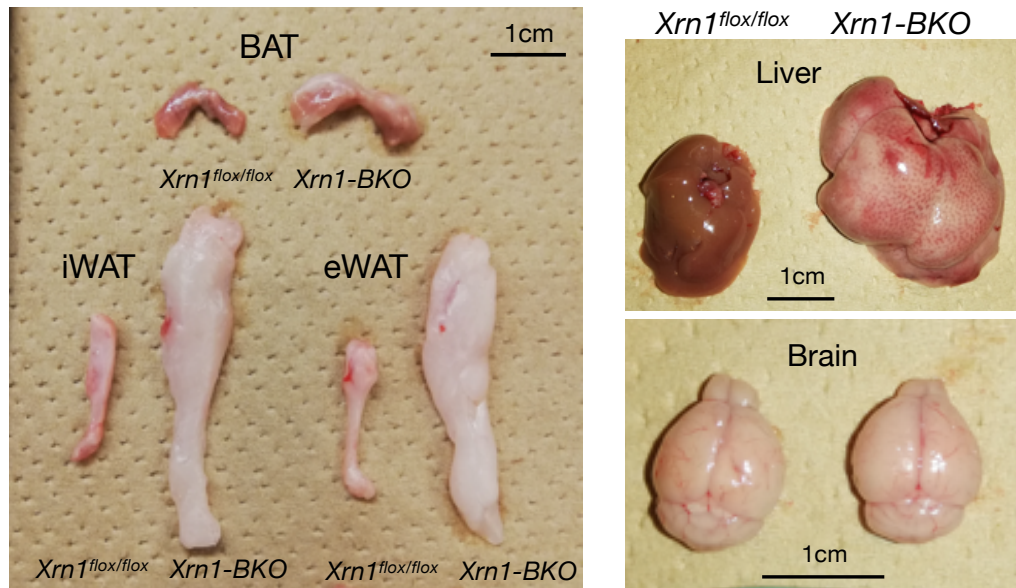 BAT
1cm
Xrn1flox/flox Xrn1-BKO
iWAT
eWAT
Xrn1flox/flox Xrn1-BKO Xrn1flox/flox Xrn1-BKO
Xrn1flox/flox Xrn1-BKO
Liver
1cm
Brain
1cm